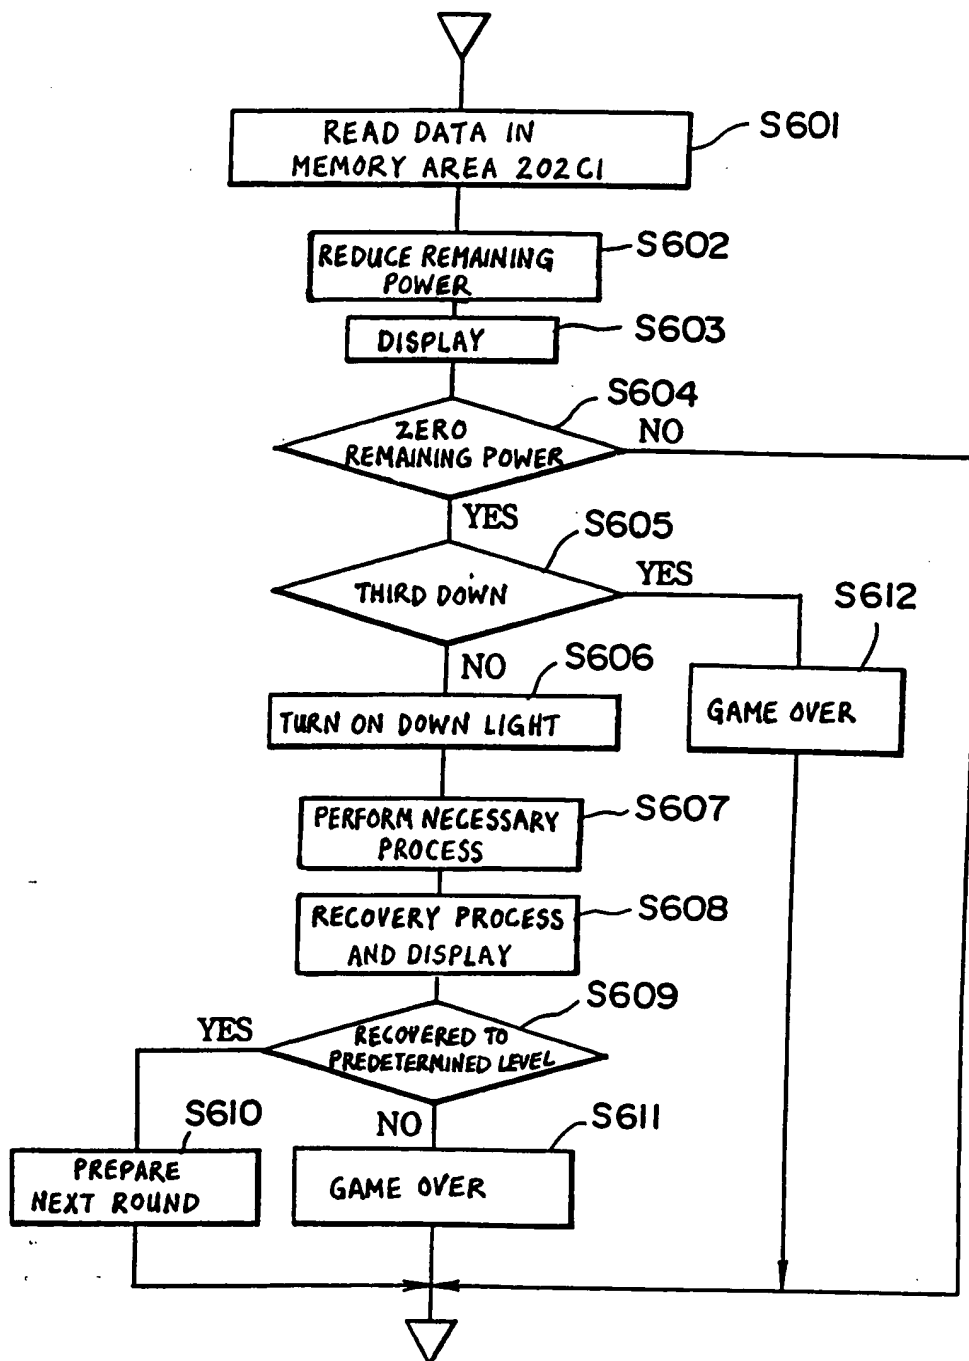 READ DATA IN
MEMORY AREA 202C1
S601
REDUCE REMAINING
POWER
S602
DISPLAY
S603
S604
ZERO
REMAINING POWER
NO
YES
S605
THIRD DOWN
YES
S612
GAME OVER
NO
S606
TURN ON DOWN LIGHT
PERFORM NECESSARY
PROCESS
S607
RECOVERY PROCESS
AND DISPLAY
S608
S609
RECOVERED TO
PREDETERMINED LEVEL
YES
NO
S610
PREPARE
NEXT ROUND
S611
GAME OVER